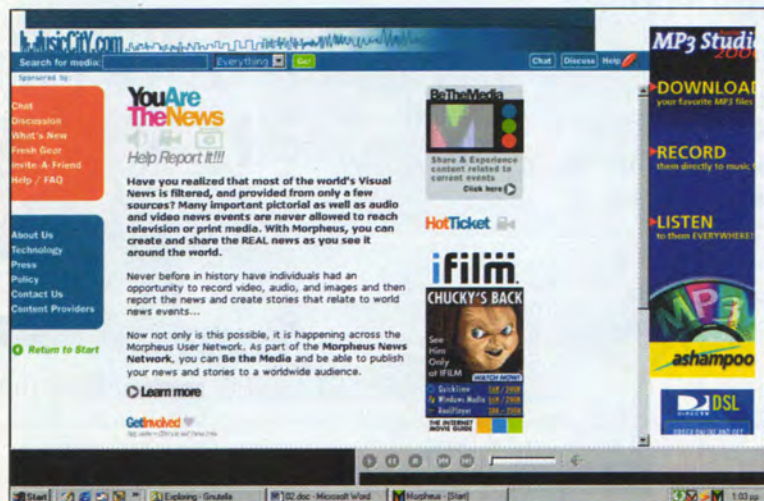 MusicCitY.com
Search for media:
Everything
Go!
Chat
Discuss
Help
Sponsored by:
Chat
Discussion
What's New
Fresh Gear
Invite-A-Friend
Help / FAQ
About Us
Technology
Press
Policy
Contact Us
Content Providers
Return to Start
YouAre
TheNews
Help Report It!!!
Have you realized that most of the world's Visual
News is filtered, and provided from only a few
sources? Many important pictorial as well as audio
and video news events are never allowed to reach
television or print media. With Morpheus, you can
create and share the REAL news as you see it
around the world.
Never before in history have individuals had an
opportunity to record video, audio, and images and then
report the news and create stories that relate to world
news events...
Now not only is this possible, it is happening across the
Morpheus User Network. As part of the Morpheus News
Network, you can Be the Media and be able to publish
your news and stories to a worldwide audience.
Learn more
GetInvolved
BeTheMedia
Share & Experience
content related to
current events
Click here
HotTicket
ifilm
CHUCKY'S BACK
See
Him
Only
at IFILM
WATCH NOW!
QuickTime
Windows Media
RealPlayer
THE INTERNET
MOVIE GUIDE
MP3 Studio
DOWNLOAD
your favorite MP3 files
RECORD
them directly to music
LISTEN
to them EVERYWHERE!
MP3
ashampoo
DIRECTV DSL
ORDER ONLINE AND GET
Start
Exploring - Gnutella
02.doc - Microsoft Word
Morpheus - [Start]
1:03 μμ